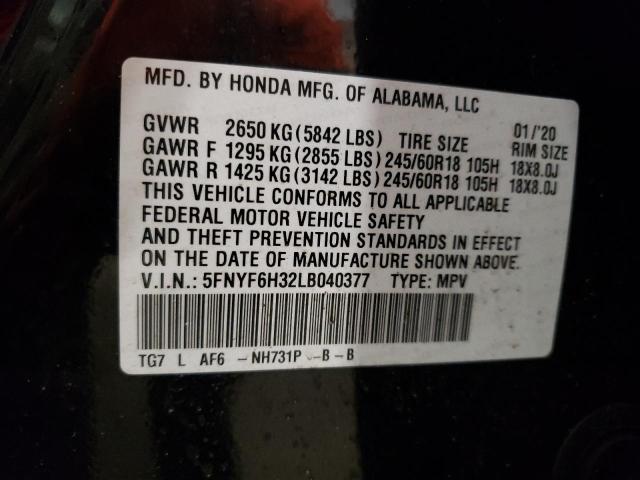 MFD. BY HONDA MFG. OF ALABAMA, LLC
GVWR 2650 KG (5842 LBS) TIRE SIZE 01/'20 RIM SIZE
GAWR F 1295 KG (2855 LBS) 245/60R18 105H 18X8.0J
GAWR R 1425 KG (3142 LBS) 245/60R18 105H 18X8.0J
THIS VEHICLE CONFORMS TO ALL APPLICABLE
FEDERAL MOTOR VEHICLE SAFETY
AND THEFT PREVENTION STANDARDS IN EFFECT
ON THE DATE OF MANUFACTURE SHOWN ABOVE.
V.I.N.: 5FNYF6H32LB040377 TYPE: MPV
TG7 L AF6 - NH731P - B - B